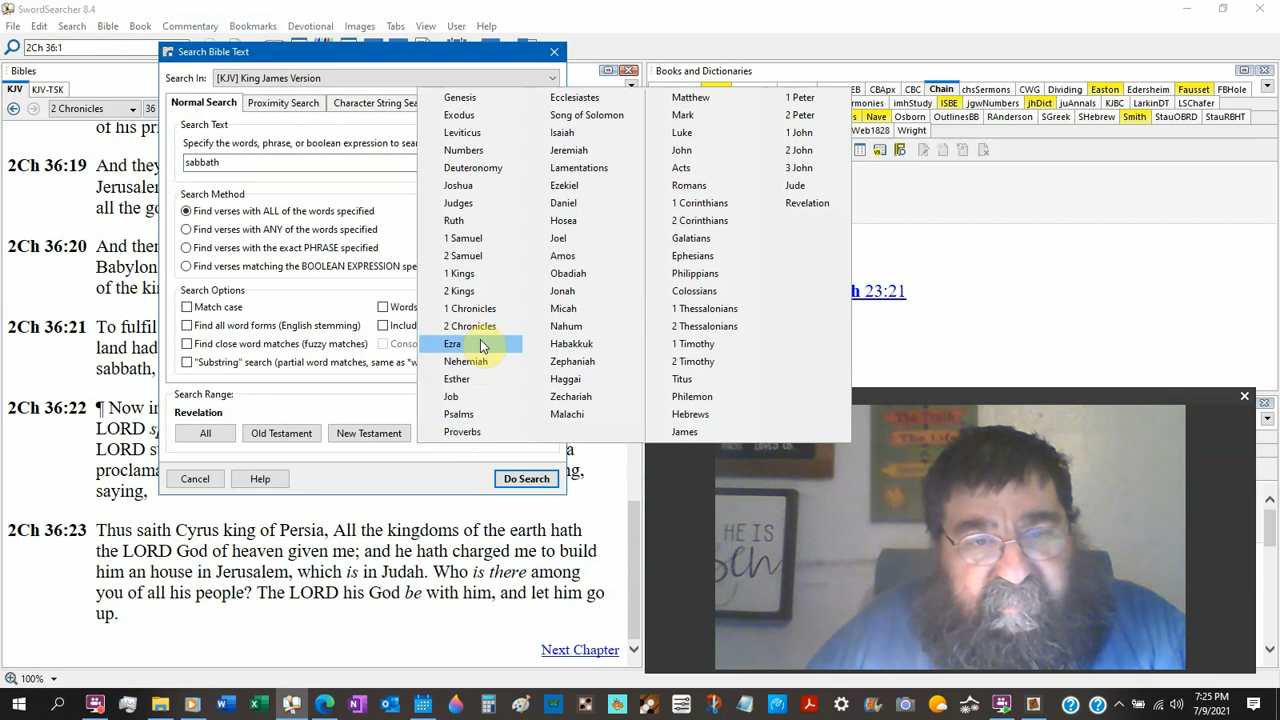 SwordSearcher 8.4
File Edit Search Bible Book Commentary Bookmarks Devotional Images Tabs View User Help
2Ch 36:1
Bibles
KJV KJV-TSK
2 Chronicles 36
of his pri
2Ch 36:19 And they
Jerusalem
all the go
2Ch 36:20 And then
Babylon
of the kin
2Ch 36:21 To fulfil
land had
sabbath,
2Ch 36:22 ¶ Now in
LORD sp
LORD st
proclama
saying,
2Ch 36:23 Thus saith Cyrus king of Persia, All the kingdoms of the earth hath
the LORD God of heaven given me; and he hath charged me to build
him an house in Jerusalem, which is in Judah. Who is there among
you of all his people? The LORD his God be with him, and let him go
up.
Next Chapter
100%
Search Bible Text
Search In: [KJV] King James Version
Normal Search Proximity Search Character String Sea
Search Text
Specify the words, phrase, or boolean expression to sear
sabbath
Search Method
Find verses with ALL of the words specified
Find verses with ANY of the words specified
Find verses with the exact PHRASE specified
Find verses matching the BOOLEAN EXPRESSION spe
Search Options
Match case Words
Find all word forms (English stemming) Includ
Find close word matches (fuzzy matches) Conso
"Substring" search (partial word matches, same as *w
Search Range:
Revelation
All Old Testament New Testament
Cancel Help Do Search
Genesis Ecclesiastes Matthew 1 Peter
Exodus Song of Solomon Mark 2 Peter
Leviticus Isaiah Luke 1 John
Numbers Jeremiah John 2 John
Deuteronomy Lamentations Acts 3 John
Joshua Ezekiel Romans Jude
Judges Daniel 1 Corinthians Revelation
Ruth Hosea 2 Corinthians
1 Samuel Joel Galatians
2 Samuel Amos Ephesians
1 Kings Obadiah Philippians
2 Kings Jonah Colossians
1 Chronicles Micah 1 Thessalonians
2 Chronicles Nahum 2 Thessalonians
Ezra Habakkuk 1 Timothy
Nehemiah Zephaniah 2 Timothy
Esther Haggai Titus
Job Zechariah Philemon
Psalms Malachi Hebrews
Proverbs James
Books and Dictionaries
Chain chsSermons CWG Dividing Easton Edersheim Fausset FBHole
armonies imhStudy ISBE jgwNumbers jhDict juAnnals KJBC LarkinDT LSChafer
Nave Osborn OutlinesBB RAnderson SGreek SHebrew Smith StauOBRD StauRBHT
Web1828 Wright
h 23:21
The Truth
HE IS
7:25 PM
7/9/2021